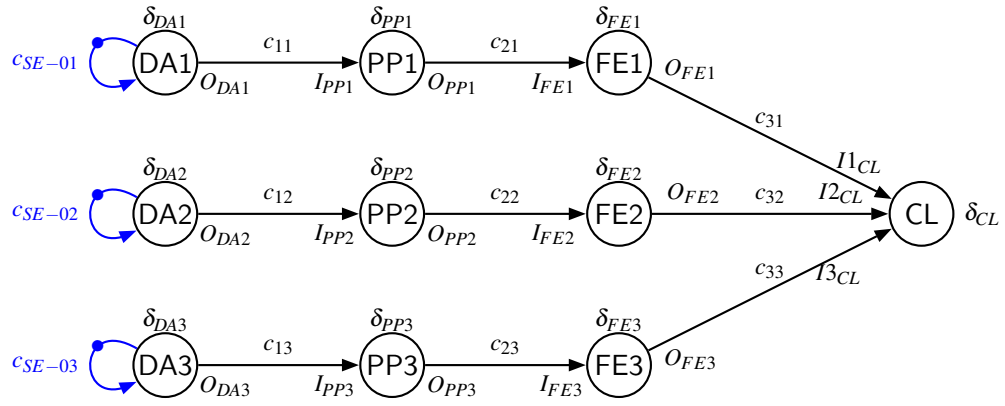 δ_DA1 δ_PP1 δ_FE1
c_SE−01 DA1 c_11 PP1 c_21 FE1
O_DA1 I_PP1 O_PP1 I_FE1 O_FE1
c_31
I1_CL
δ_DA2 δ_PP2 δ_FE2
c_SE−02 DA2 c_12 PP2 c_22 FE2 O_FE2 c_32 I2_CL CL δ_CL
O_DA2 I_PP2 O_PP2 I_FE2
c_33 I3_CL
δ_DA3 δ_PP3 δ_FE3
c_SE−03 DA3 c_13 PP3 c_23 FE3 O_FE3
O_DA3 I_PP3 O_PP3 I_FE3